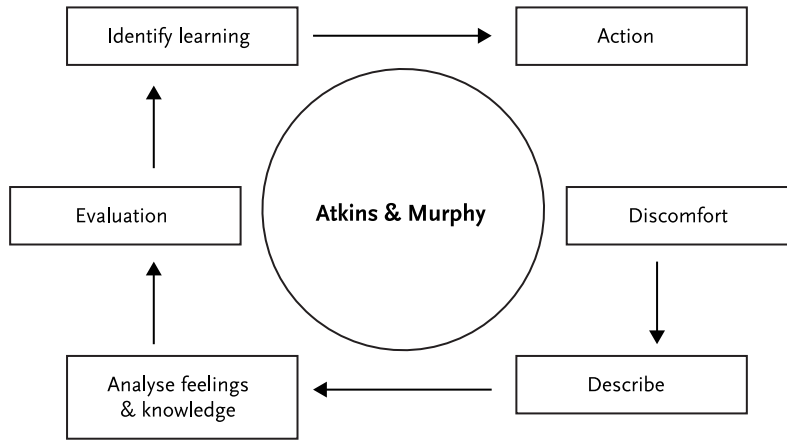 Identify learning
Action
Evaluation
Atkins & Murphy
Discomfort
Analyse feelings
& knowledge
Describe